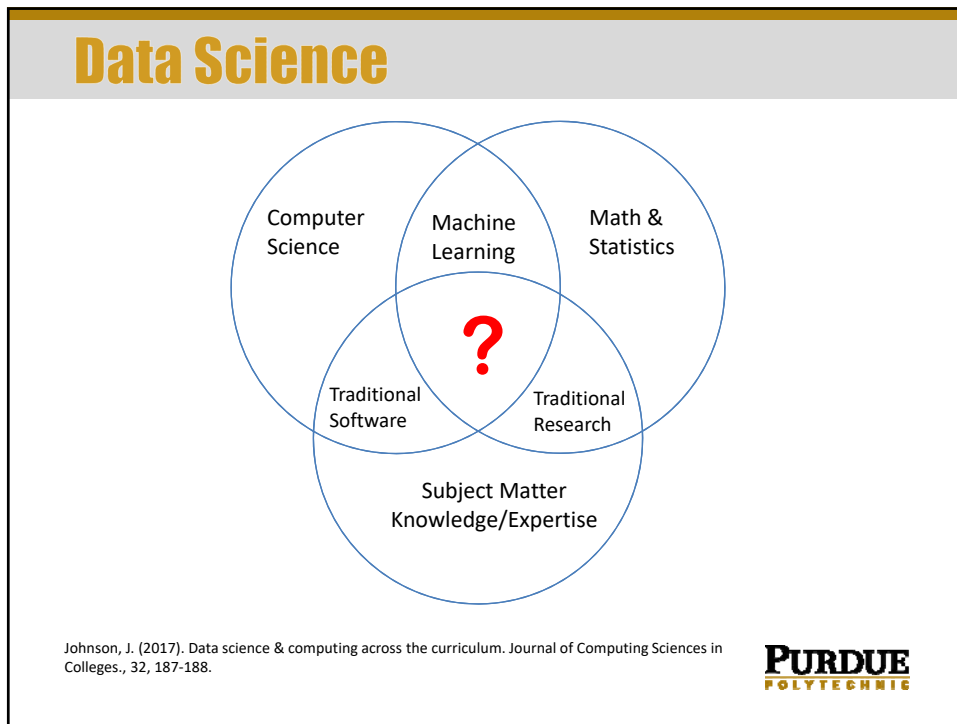 Data Science
Computer
Science
Machine
Learning
Math &
Statistics
?
Traditional
Software
Traditional
Research
Subject Matter
Knowledge/Expertise
Johnson, J. (2017). Data science & computing across the curriculum. Journal of Computing Sciences in
Colleges., 32, 187-188.
PURDUE
POLYTECHNIC